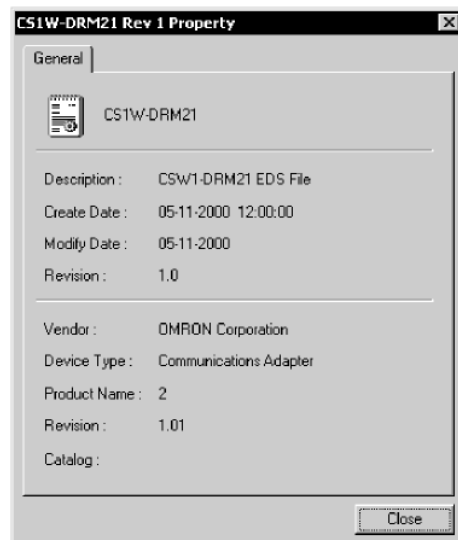 CS1W-DRM21 Rev 1 Property
General
CS1W-DRM21
Description : CSW1-DRM21 EDS File
Create Date : 05-11-2000 12:00:00
Modify Date : 05-11-2000
Revision : 1.0
Vendor : OMRON Corporation
Device Type : Communications Adapter
Product Name : 2
Revision : 1.01
Catalog :
Close